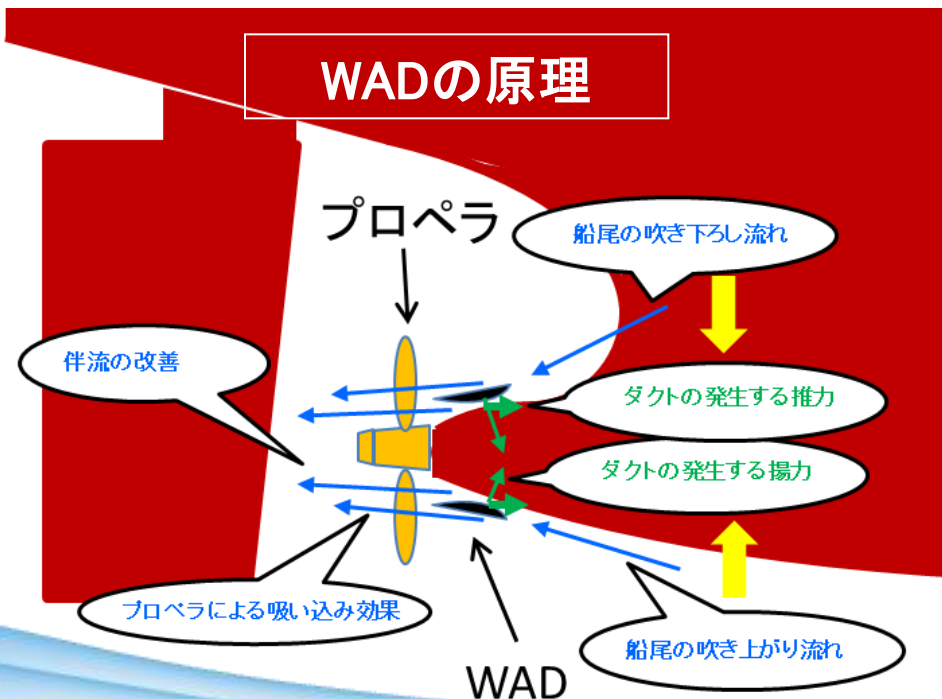 WADの原理
プロペラ
船尾の吹き下ろし流れ
伴流の改善
ダクトの発生する推力
ダクトの発生する揚力
プロペラによる吸い込み効果
船尾の吹き上がり流れ
WAD